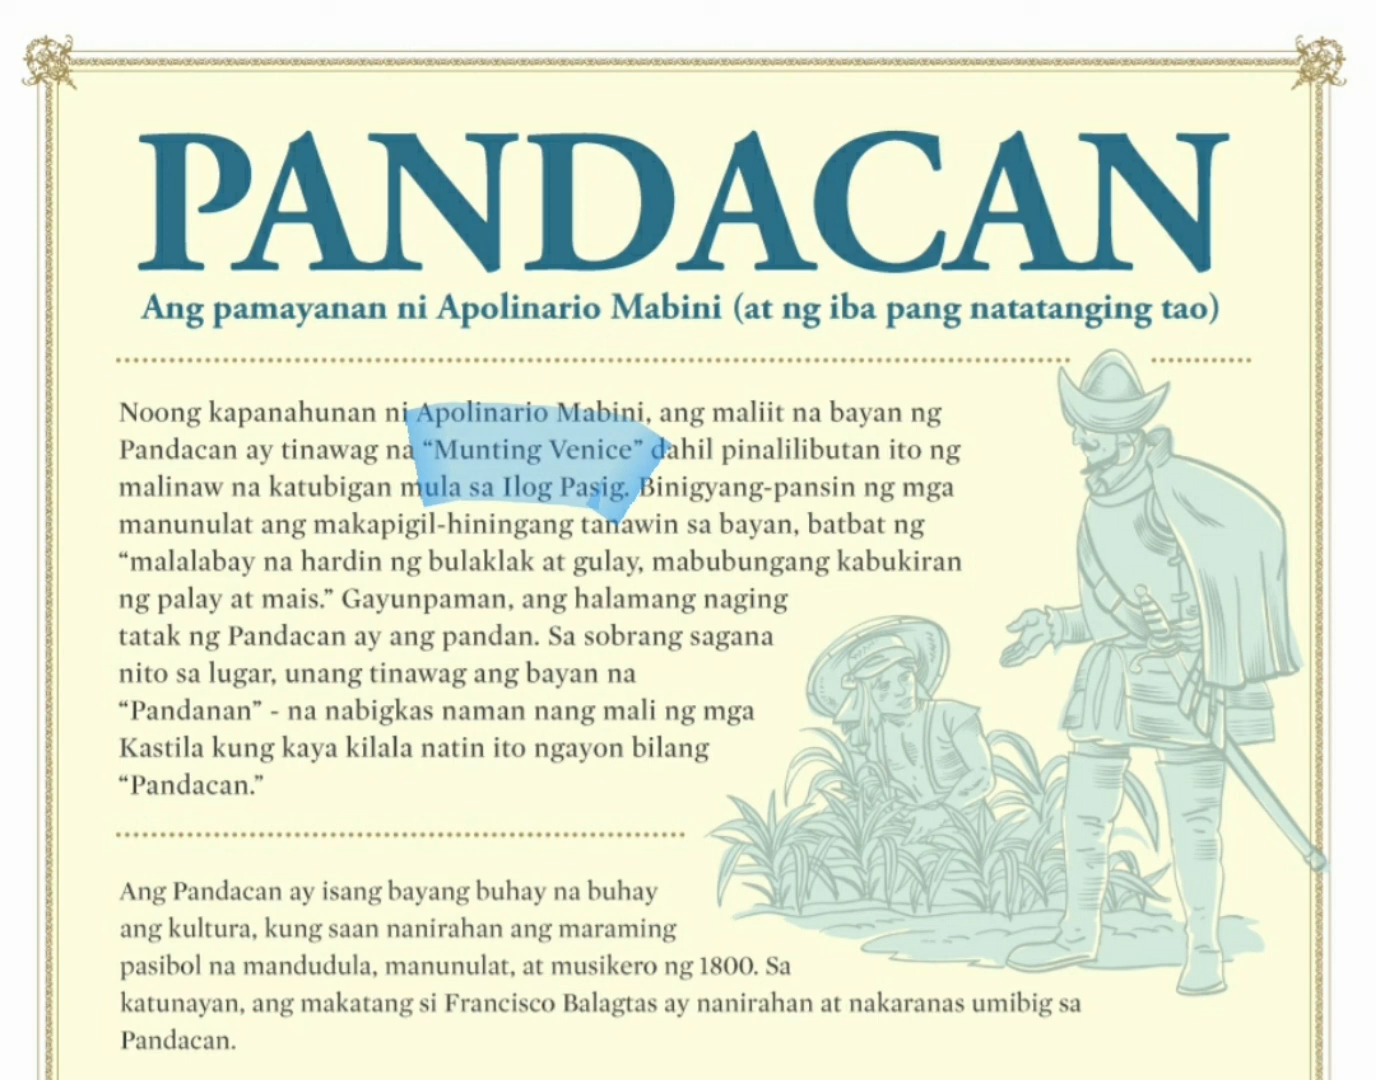 PANDACAN
Ang pamayanan ni Apolinario Mabini (at ng iba pang natatanging tao)
Noong kapanahunan ni Apolinario Mabini, ang maliit na bayan ng
Pandacan ay tinawag na “Munting Venice” dahil pinalilibutan ito ng
malinaw na katubigan mula sa Ilog Pasig. Binigyang-pansin ng mga
manunulat ang makapigil-hiningang tanawin sa bayan, batbat ng
“malalabay na hardin ng bulaklak at gulay, mabubungang kabukiran
ng palay at mais.” Gayunpaman, ang halamang naging
tatak ng Pandacan ay ang pandan. Sa sobrang sagana
nito sa lugar, unang tinawag ang bayan na
“Pandanan” - na nabigkas naman nang mali ng mga
Kastila kung kaya kilala natin ito ngayon bilang
“Pandacan.”
Ang Pandacan ay isang bayang buhay na buhay
ang kultura, kung saan nanirahan ang maraming
pasibol na mandudula, manunulat, at musikero ng 1800. Sa
katunayan, ang makatang si Francisco Balagtas ay nanirahan at nakaranas umibig sa
Pandacan.